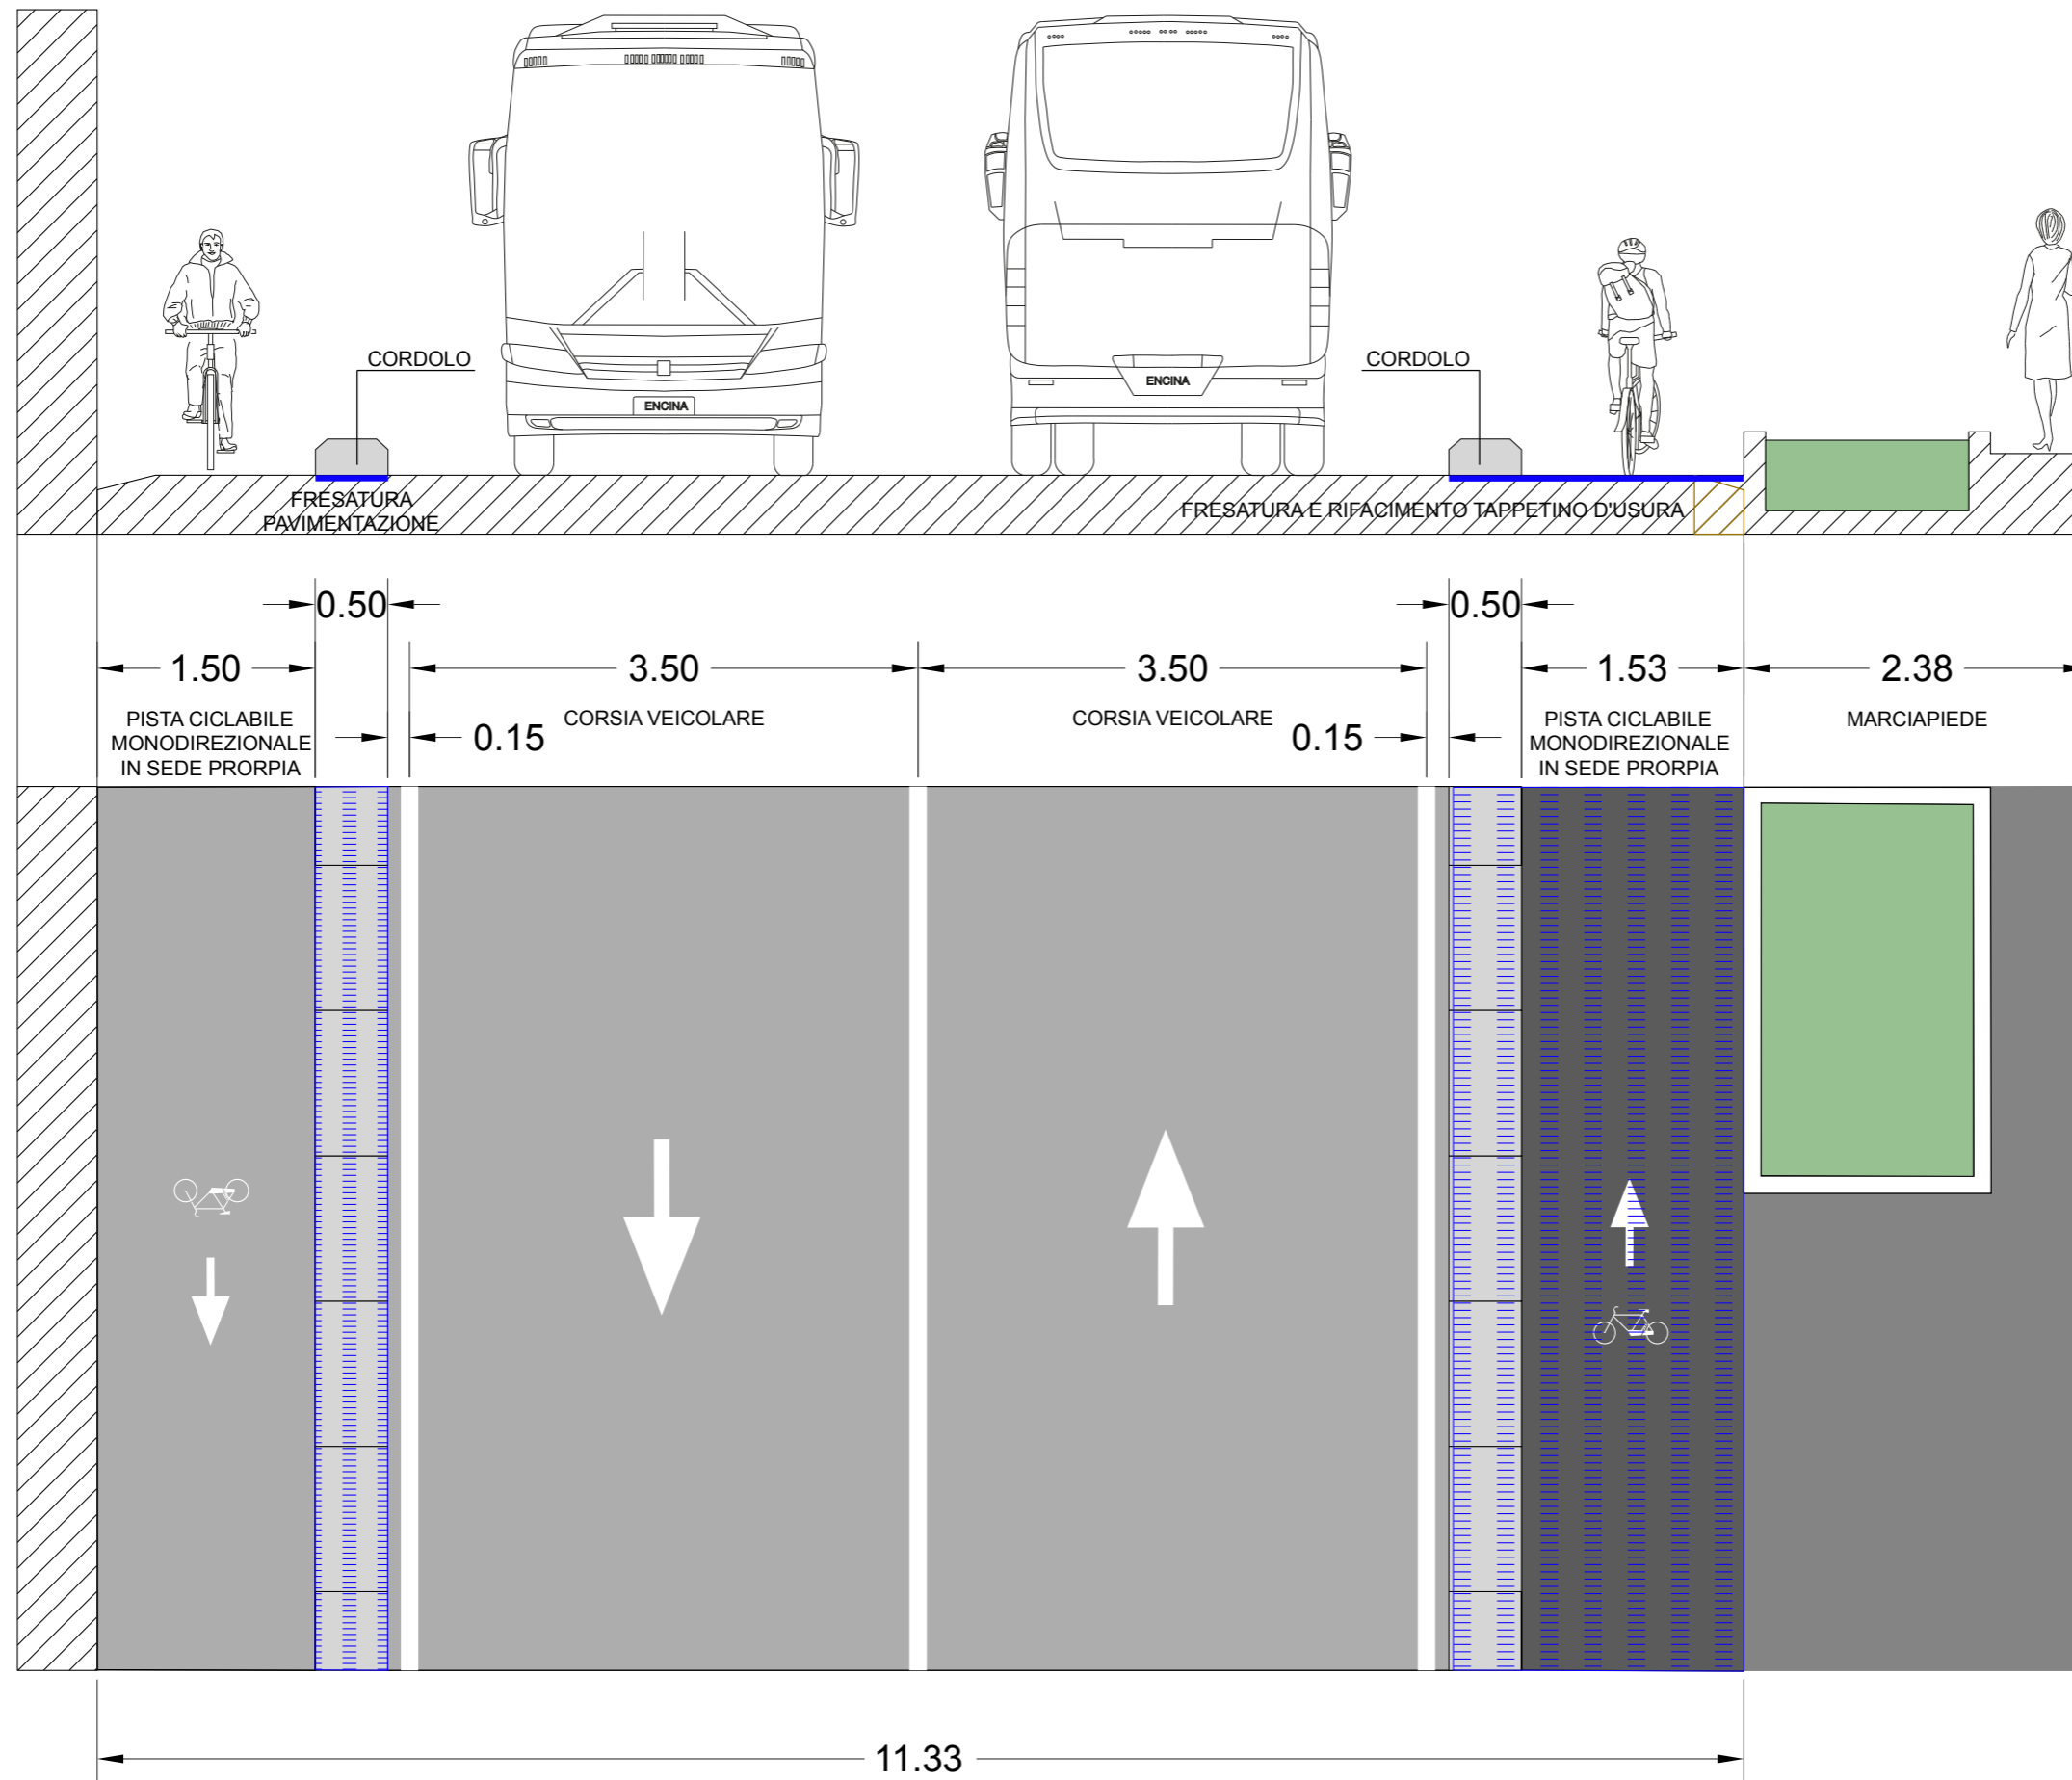 CORDOLO
CORDOLO
ENCINA
ENCINA
FRESATURA
PAVIMENTAZIONE
FRESATURA E RIFACIMENTO TAPPETINO D'USURA
0.50
0.50
1.50
3.50
3.50
1.53
2.38
PISTA CICLABILE
MONODIREZIONALE
IN SEDE PRORPIA
CORSIA VEICOLARE
CORSIA VEICOLARE
PISTA CICLABILE
MONODIREZIONALE
IN SEDE PRORPIA
MARCIAPIEDE
0.15
0.15
11.33